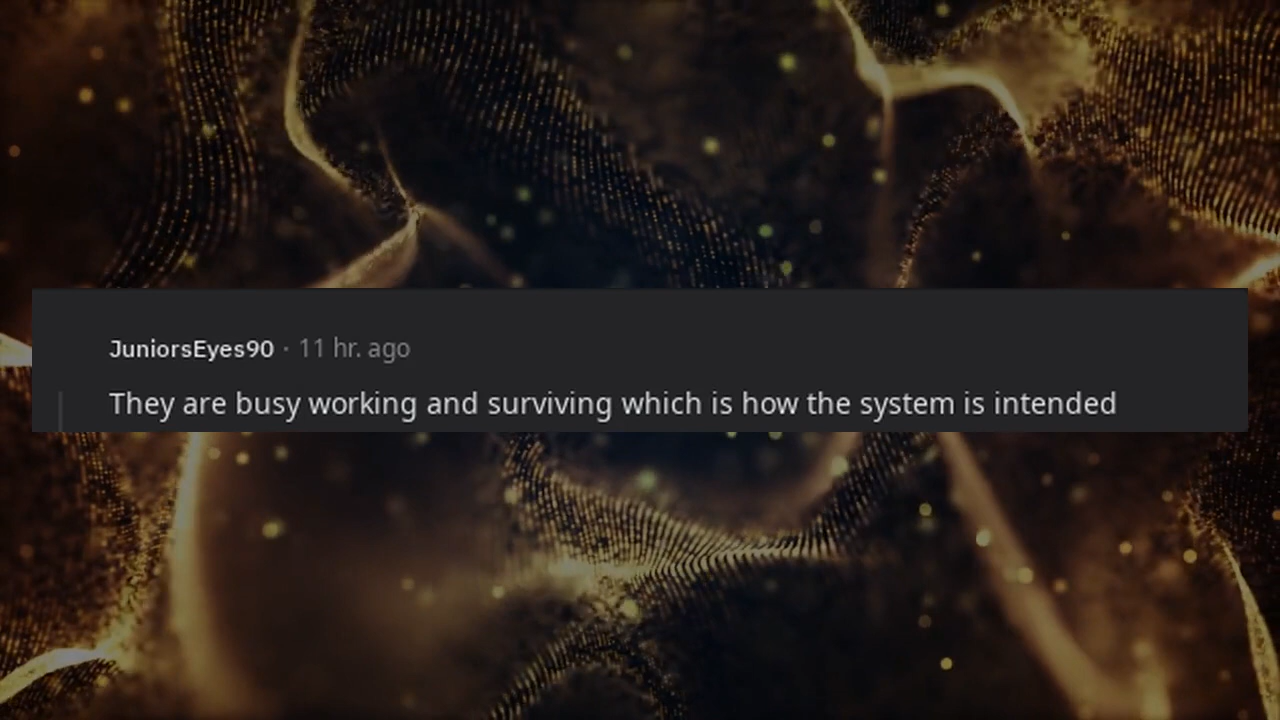 JuniorsEyes90 · 11 hr. ago
They are busy working and surviving which is how the system is intended